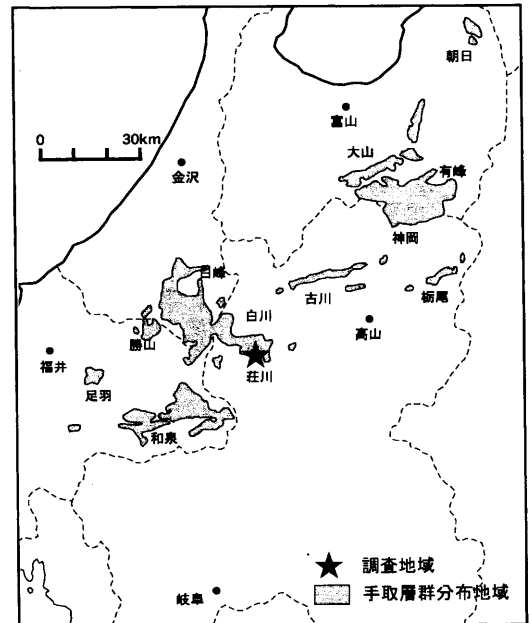 朝日
富山
0 30km
大山
金沢
有峰
神岡
白峰
古川
栃尾
白川
勝山
高山
福井
荘川
足羽
和泉
調査地域
手取層群分布地域
岐阜